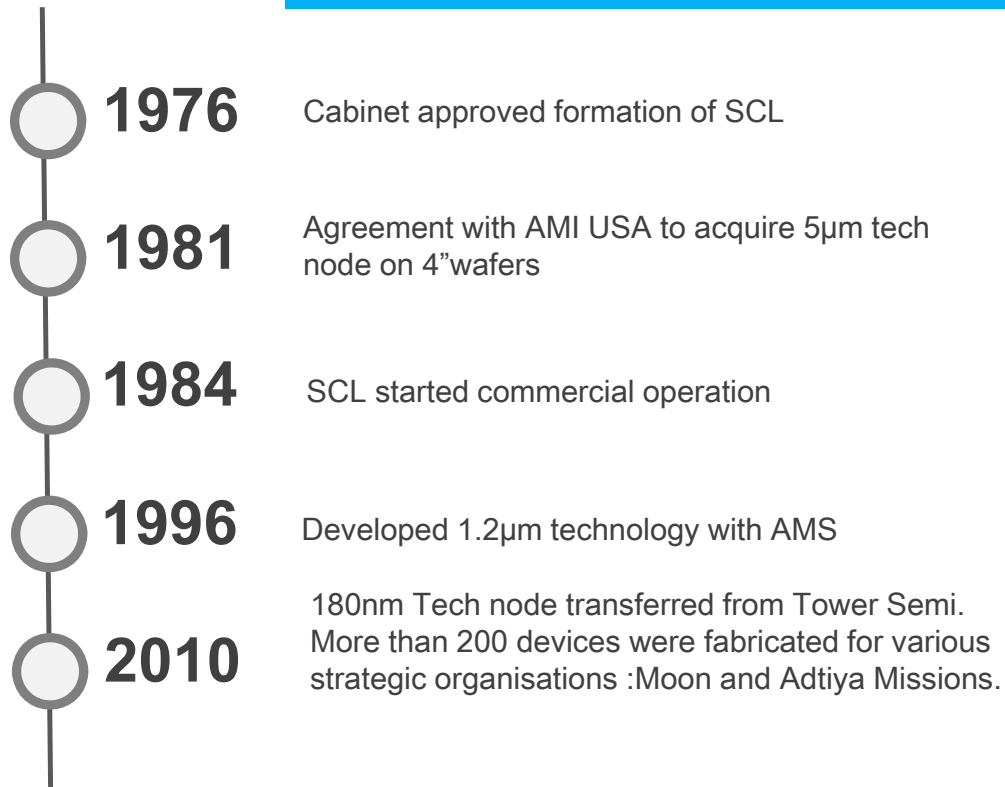 1976
Cabinet approved formation of SCL
1981
Agreement with AMI USA to acquire 5µm tech
node on 4”wafers
1984
SCL started commercial operation
1996
Developed 1.2µm technology with AMS
2010
180nm Tech node transferred from Tower Semi.
More than 200 devices were fabricated for various
strategic organisations :Moon and Adtiya Missions.